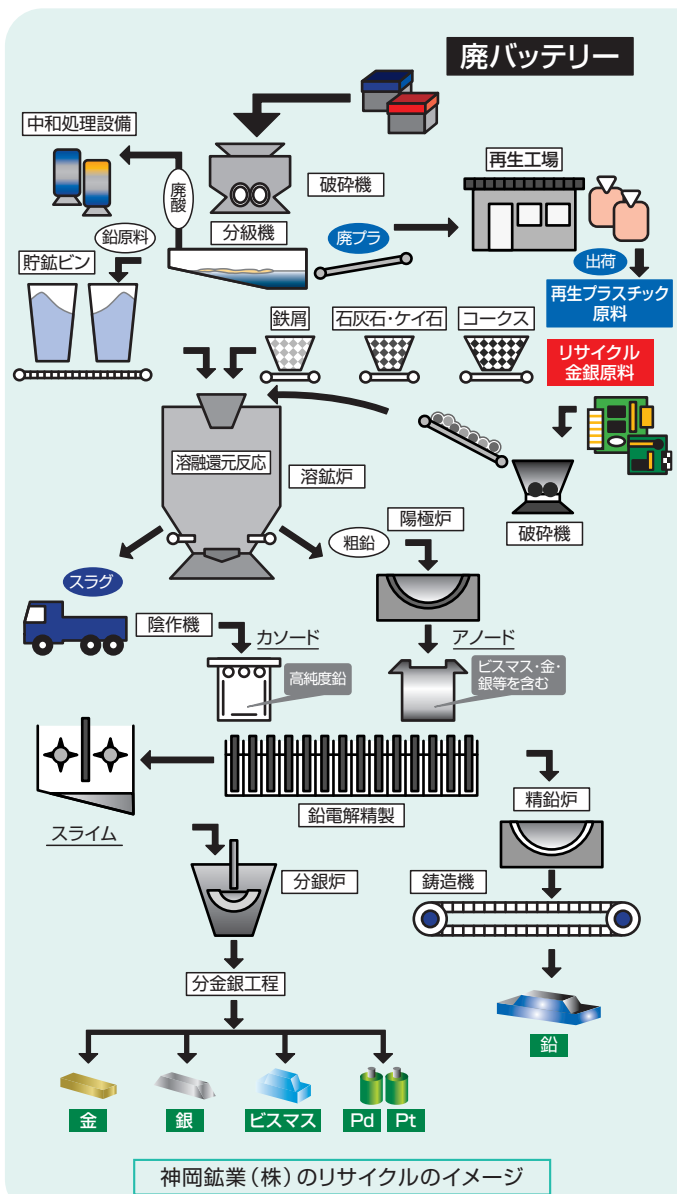 廃バッテリー
中和処理設備
廃酸
破砕機
再生工場
分級機
鉛原料
廃プラ
貯鉱ビン
出荷
再生プラスチック
原料
鉄屑
石灰石・ケイ石
コークス
リサイクル
金銀原料
溶融還元反応
溶鉱炉
破砕機
陽極炉
粗鉛
スラグ
陰作機
カソード
アノード
高純度鉛
ビスマス・金・
銀等を含む
鉛電解精製
精鉛炉
スライム
分銀炉
鋳造機
分金銀工程
鉛
金
銀
ビスマス
Pd
Pt
神岡鉱業(株)のリサイクルのイメージ